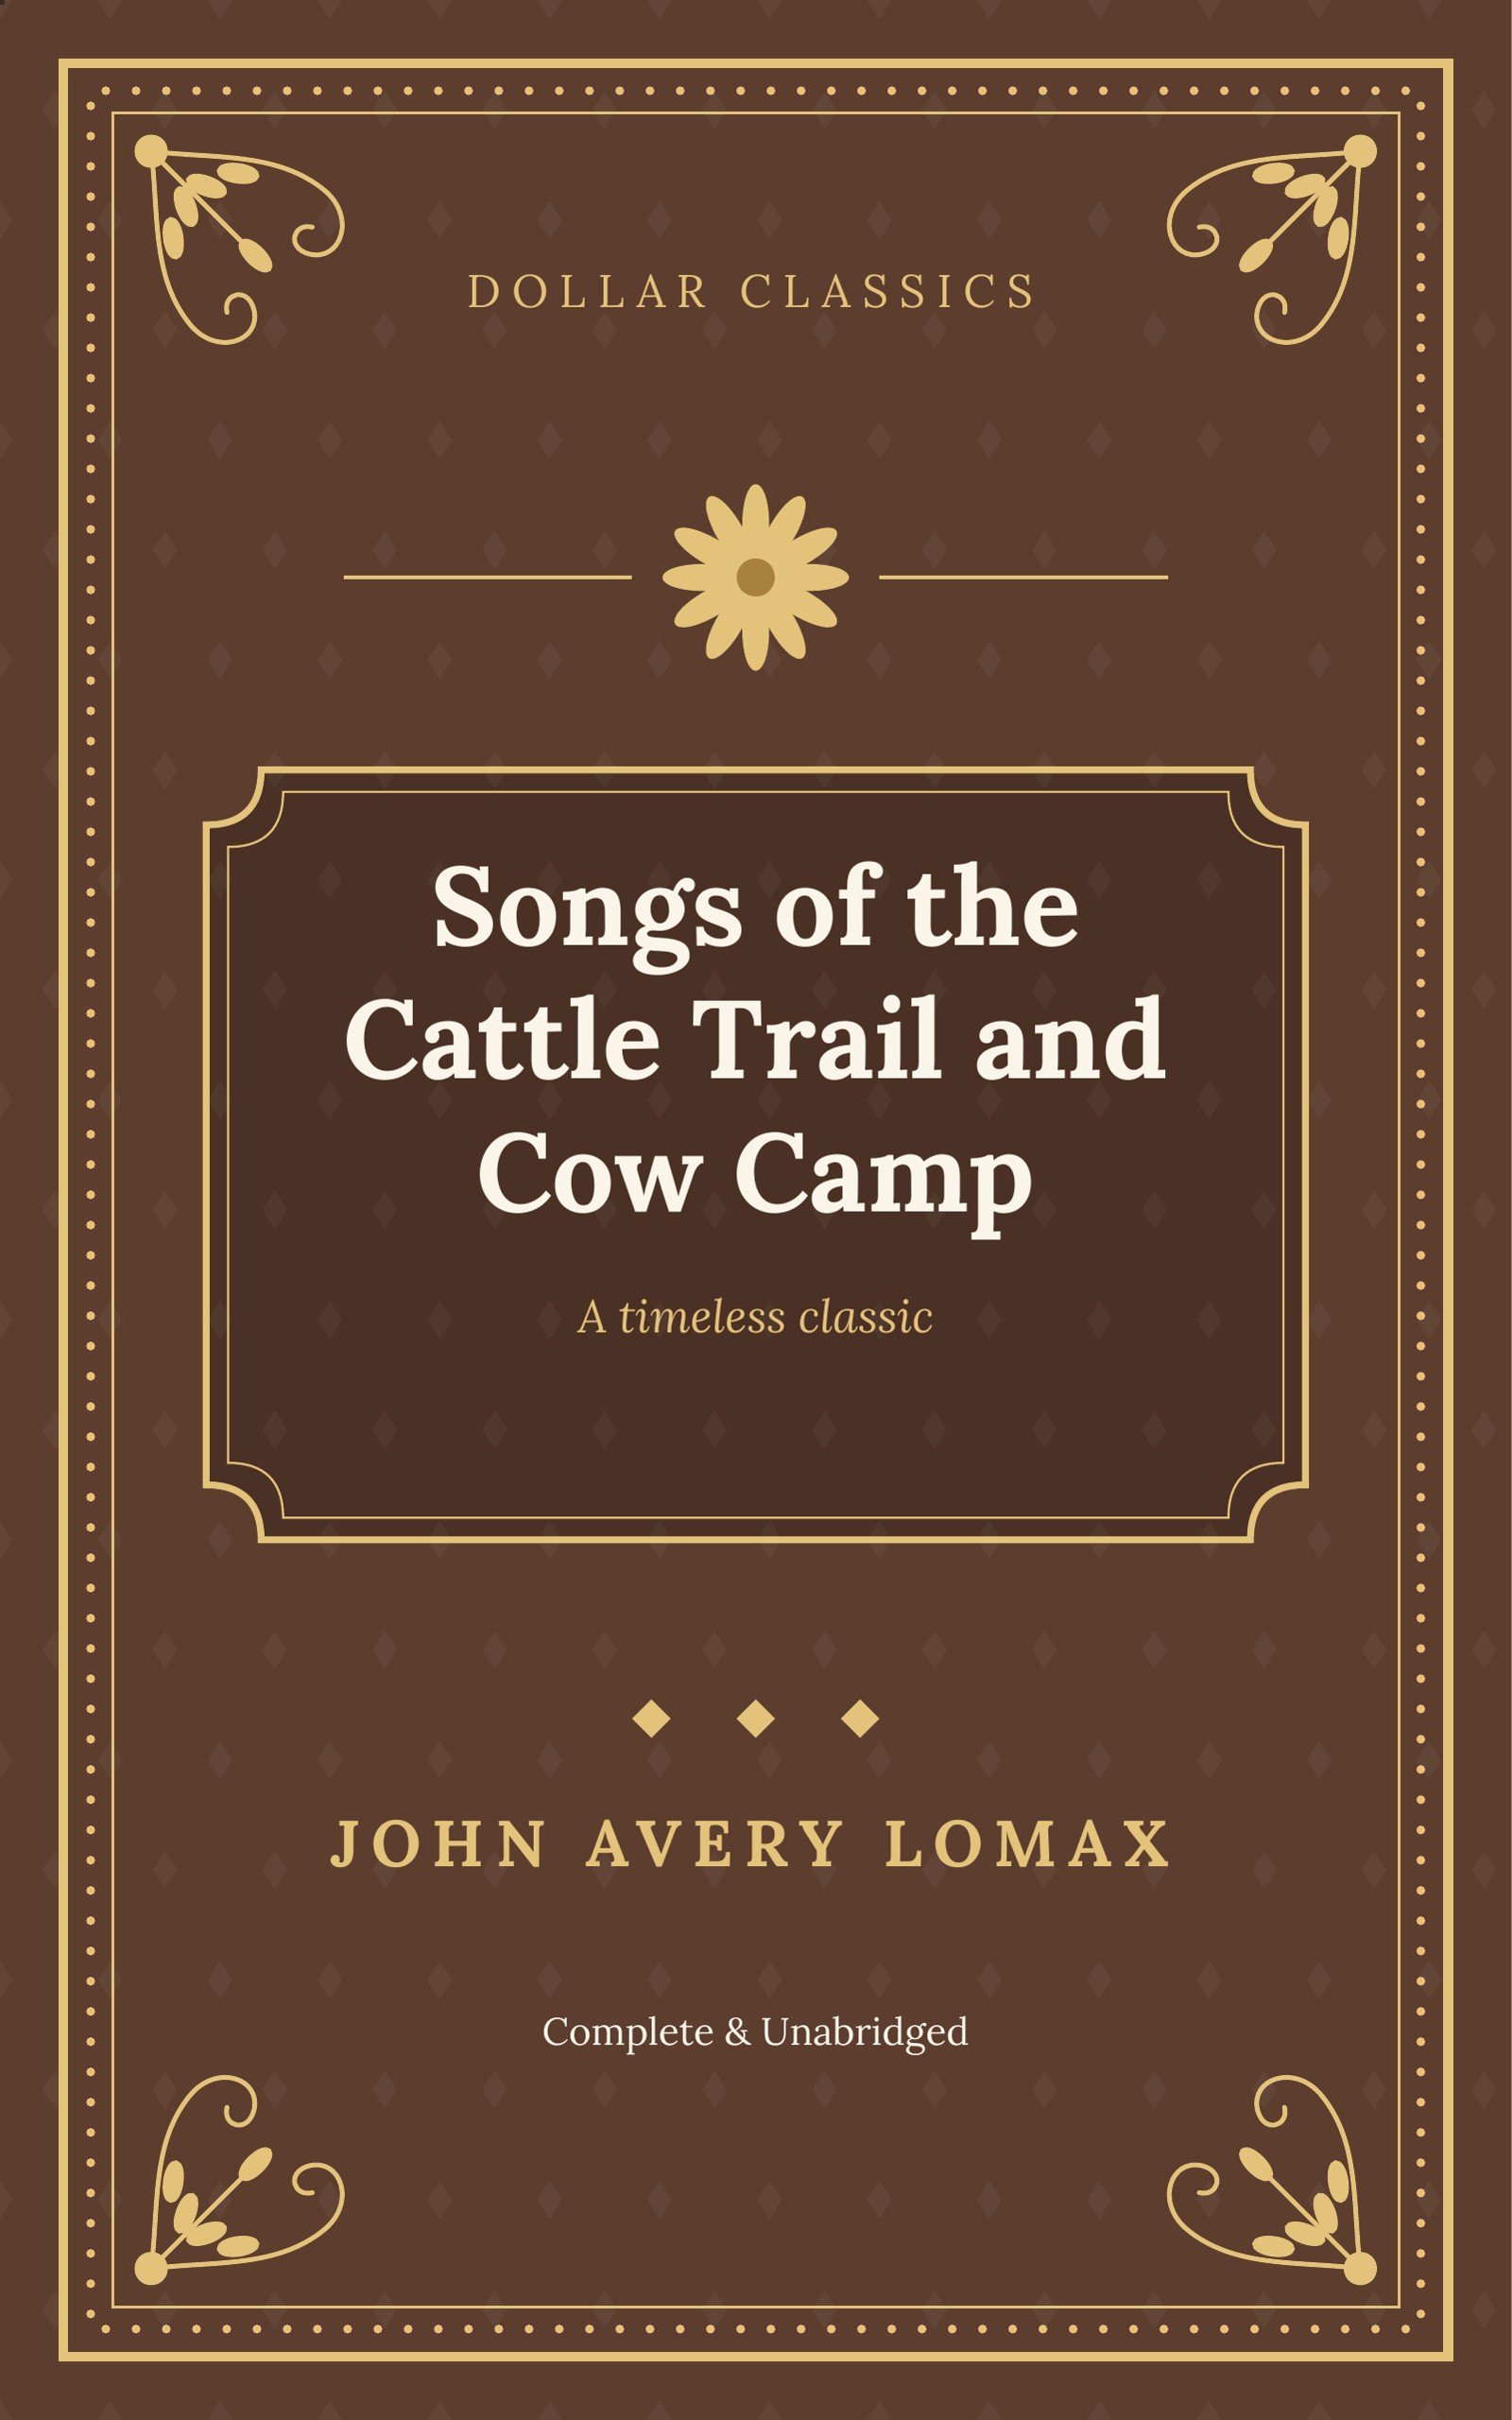 DOLLAR CLASSICS
Songs of the
Cattle Trail and
Cow Camp
A timeless classic
JOHN AVERY LOMAX
Complete & Unabridged